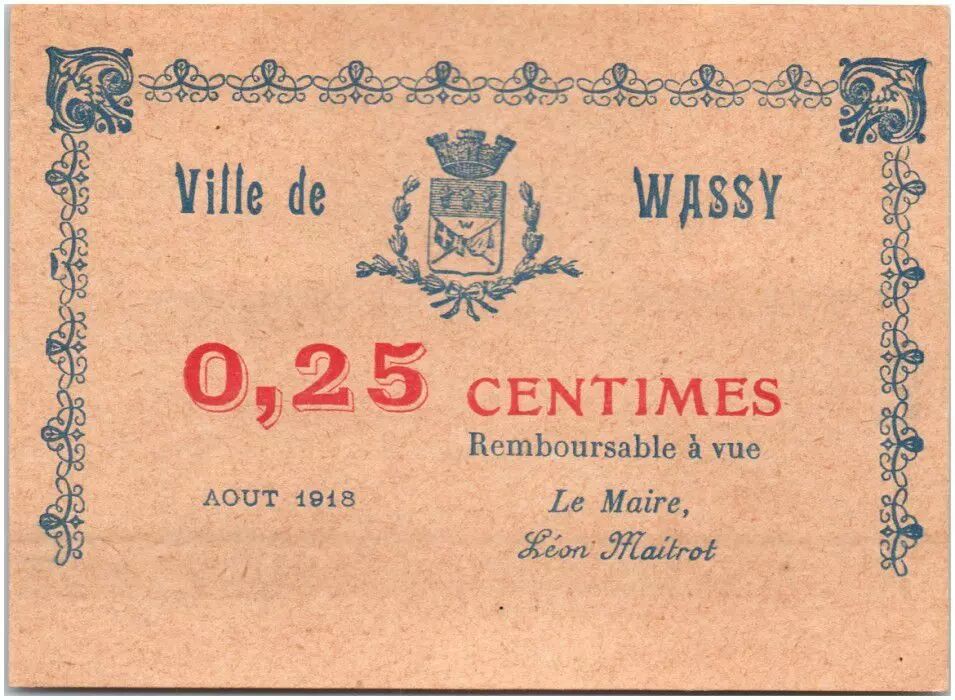 Ville de WASSY
W
0,25 CENTIMES
Remboursable à vue
AOUT 1918
Le Maire,
Léon Maitrot